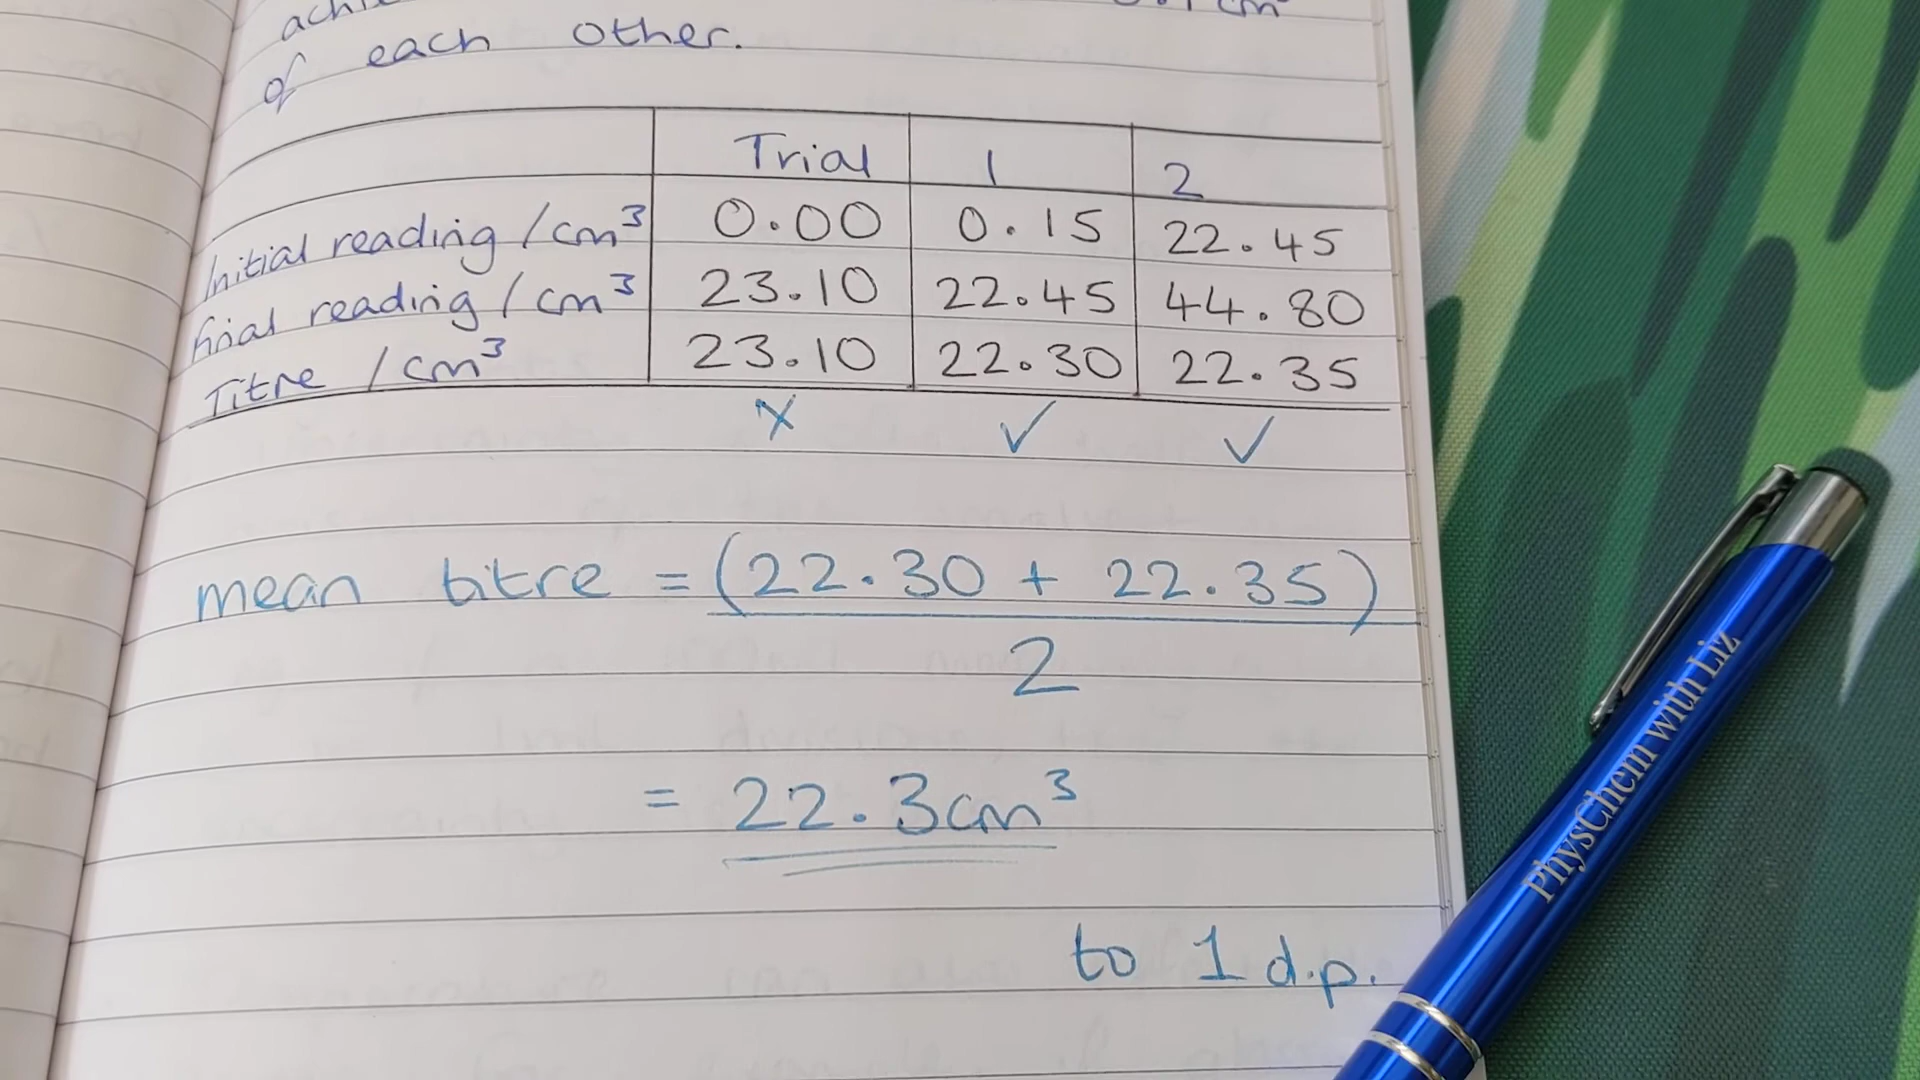 of each other.
Trial 1 2
Initial reading /cm³ 0.00 0.15 22.45
final reading /cm³ 23.10 22.45 44.80
Titre /cm³ 23.10 22.30 22.35
x ✓ ✓
mean titre = (22.30 + 22.35)
2
= 22.3cm³
to 1 d.p.
PhysChem with Liz